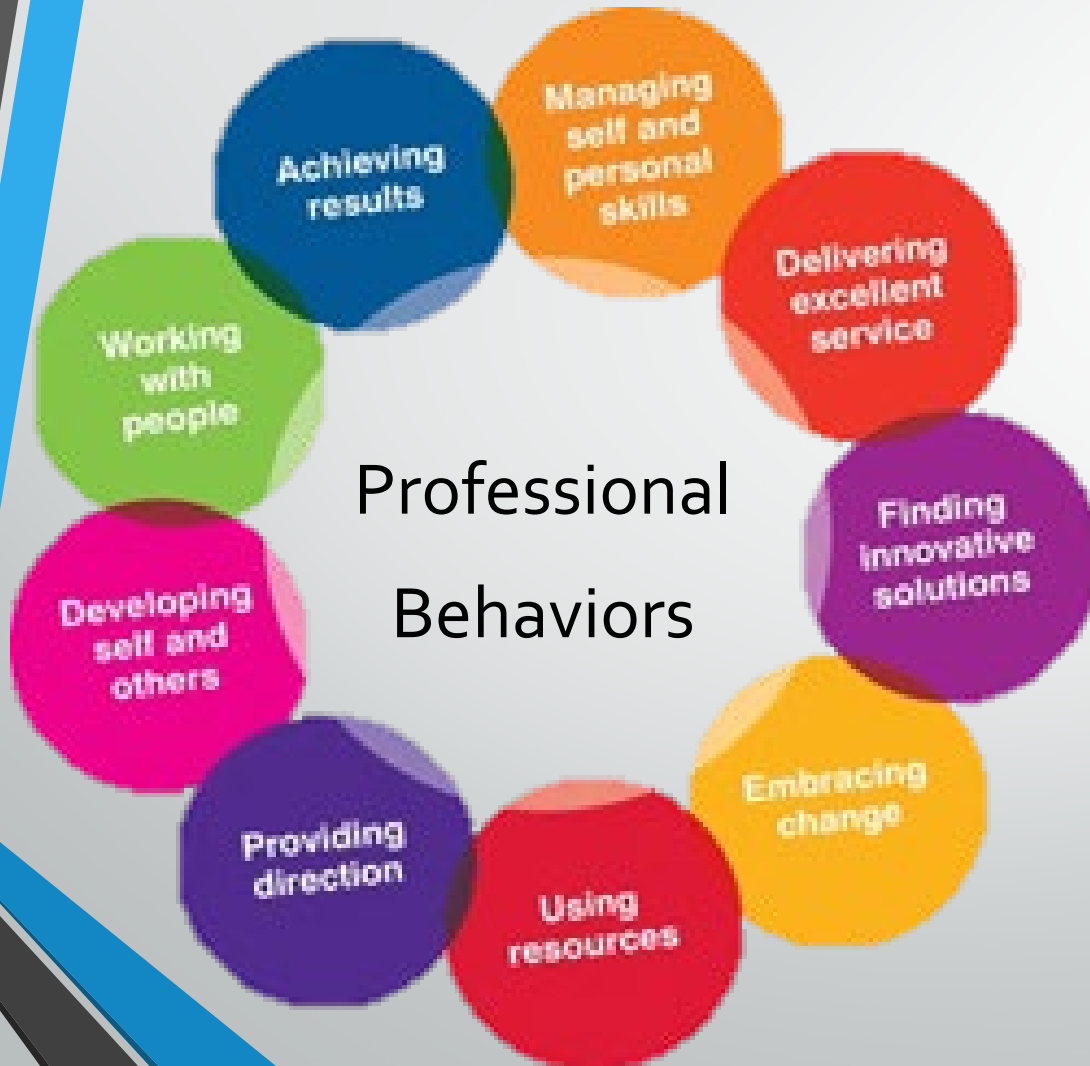 Managing
self and
personal
skills
Delivering
excellent
service
Finding
innovative
solutions
Embracing
change
Using
resources
Providing
direction
Developing
self and
others
Working
with
people
Achieving
results
Professional
Behaviors